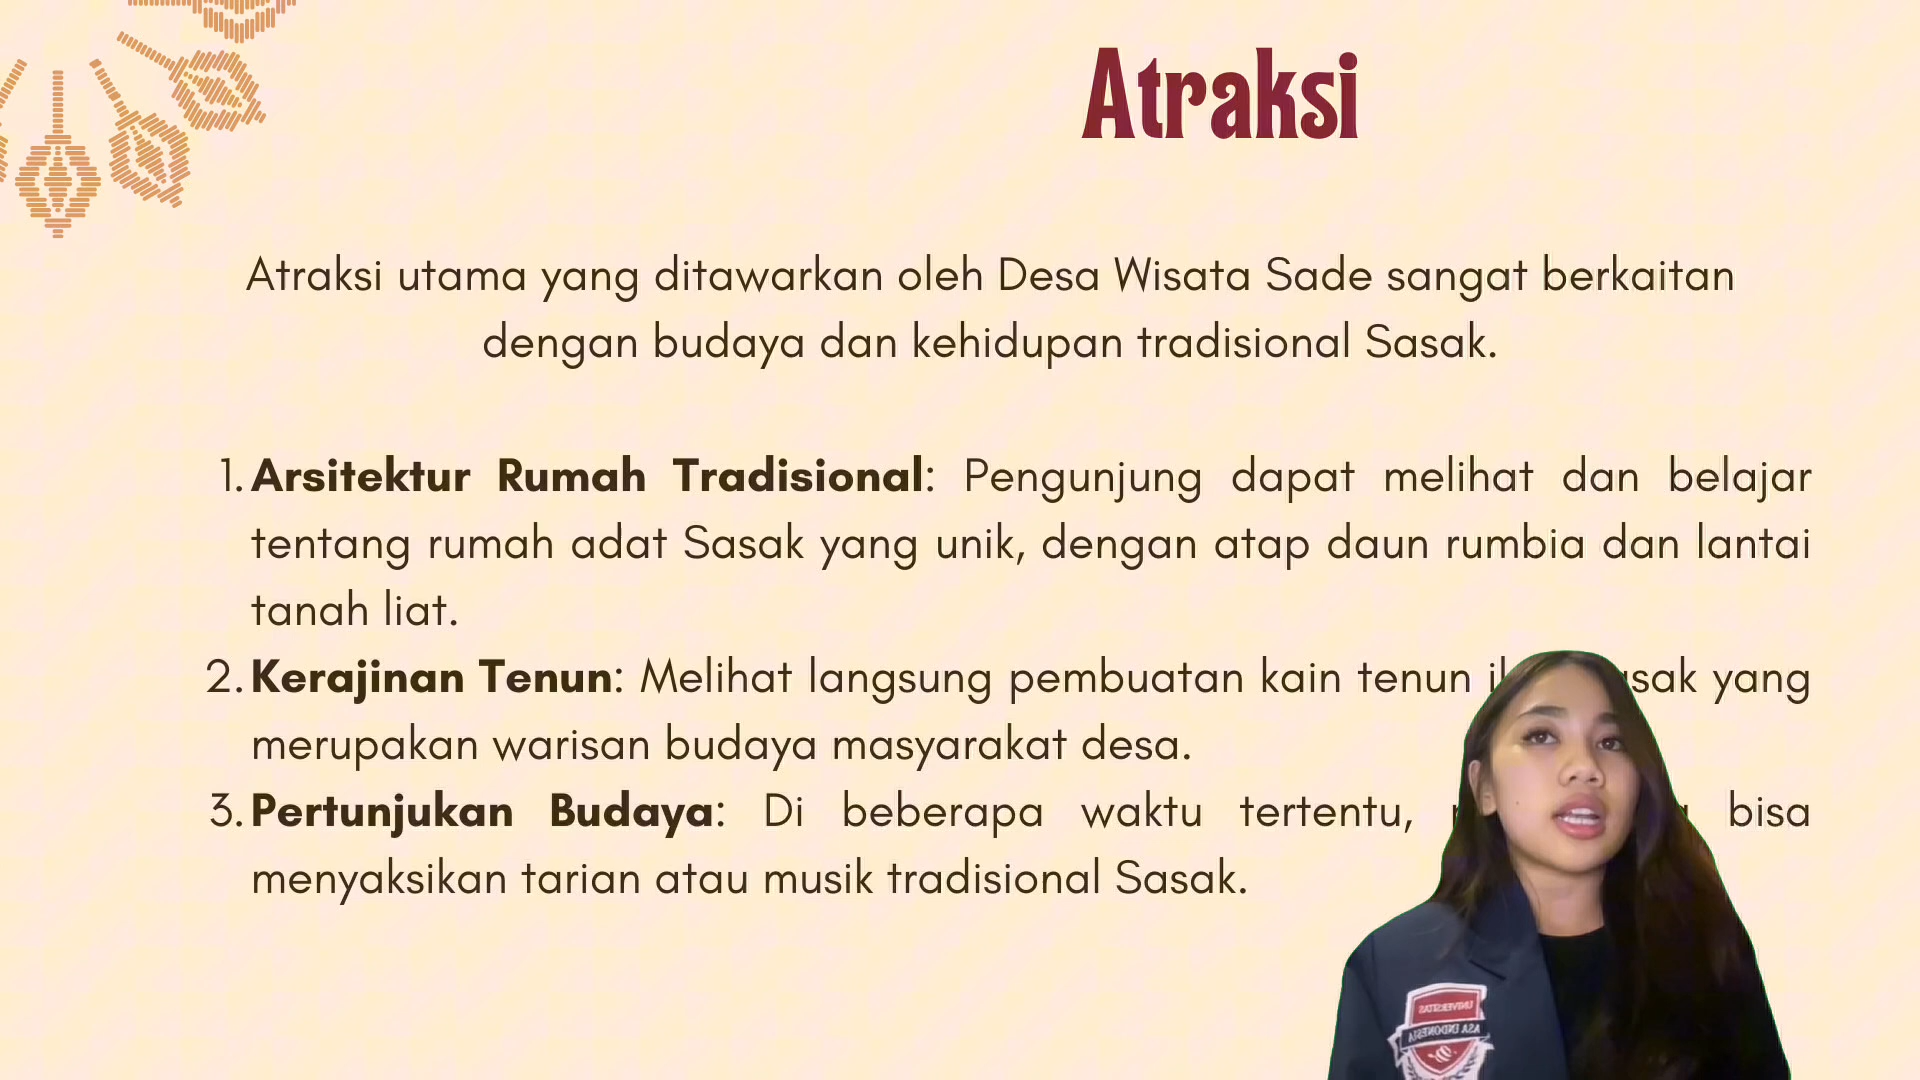 Atraksi
Atraksi utama yang ditawarkan oleh Desa Wisata Sade sangat berkaitan
dengan budaya dan kehidupan tradisional Sasak.
1. Arsitektur Rumah Tradisional: Pengunjung dapat melihat dan belajar
tentang rumah adat Sasak yang unik, dengan atap daun rumbia dan lantai
tanah liat.
2. Kerajinan Tenun: Melihat langsung pembuatan kain tenun yang
merupakan warisan budaya masyarakat desa.
3. Pertunjukan Budaya: Di beberapa waktu tertentu, bisa
menyaksikan tarian atau musik tradisional Sasak.
UNIVERSITAS
ASA INDONESIA